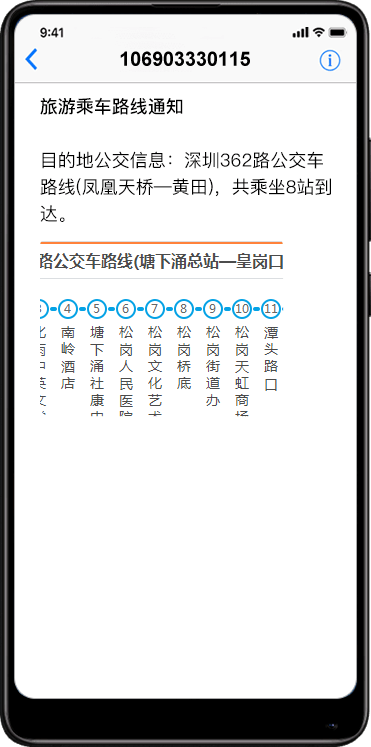 9:41
106903330115
旅游乘车路线通知
目的地公交信息：深圳362路公交车
路线(凤凰天桥—黄田)，共乘坐8站到
达。
路公交车路线(塘下涌总站—皇岗口
3 4 5 6 7 8 9 10 11
南岭酒店
塘下涌社康中
松岗人民医院
松岗文化艺术
松岗桥底
松岗街道办
松岗天虹商场
潭头路口